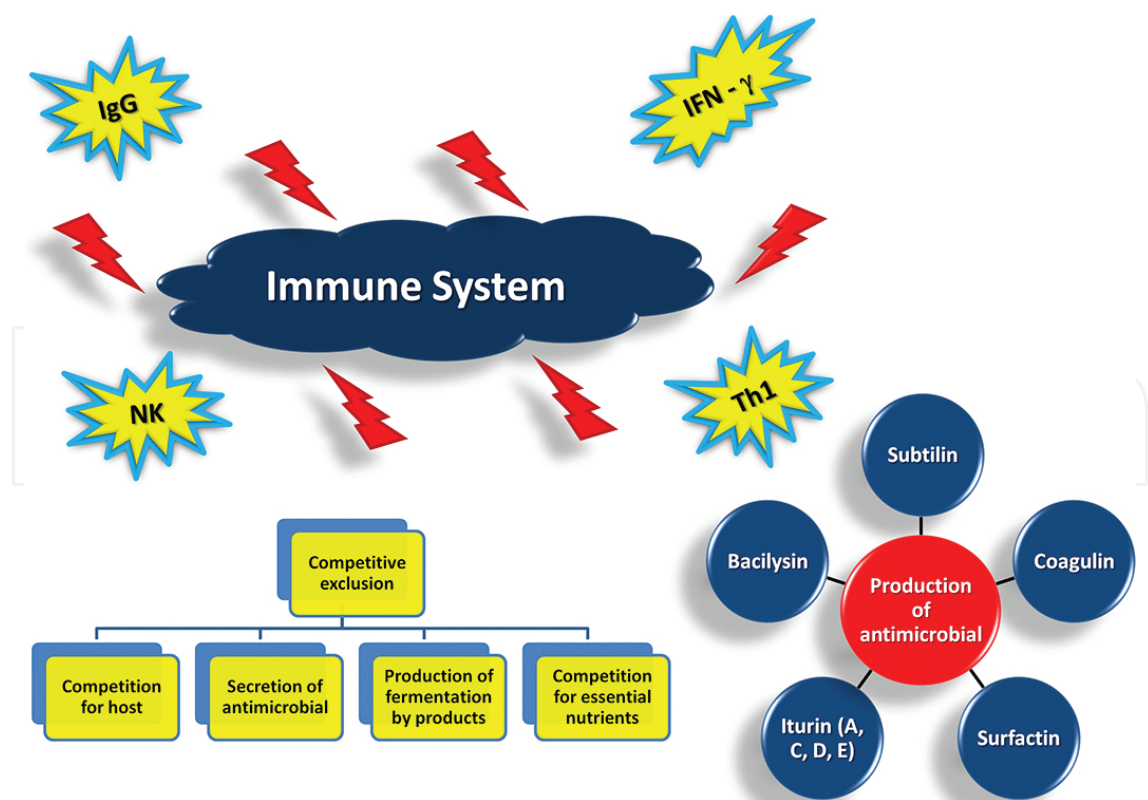 IgG
IFN - γ
Immune System
NK
Th1
Subtilin
Bacilysin
Coagulin
Production
of
antimicrobial
Iturin (A,
C, D, E)
Surfactin
Competitive
exclusion
Competition
for host
Secretion of
antimicrobial
Production of
fermentation
by products
Competition
for essential
nutrients